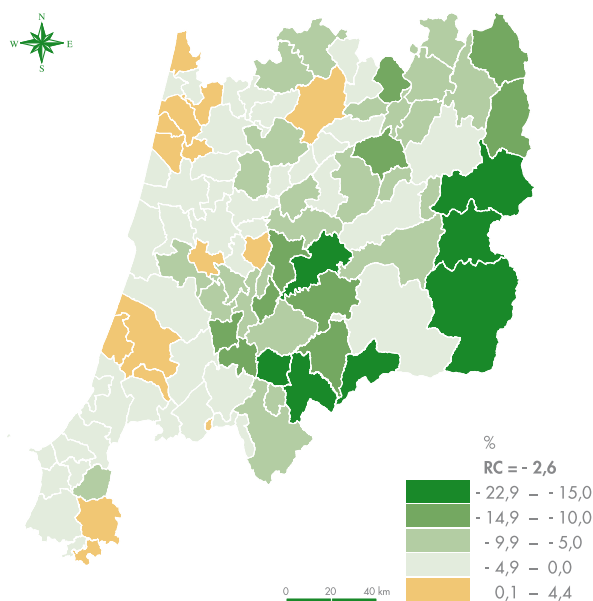 N
W E
S
%
RC = - 2,6
- 22,9 – - 15,0
- 14,9 – - 10,0
- 9,9 – - 5,0
- 4,9 – 0,0
0,1 – 4,4
0 20 40 km